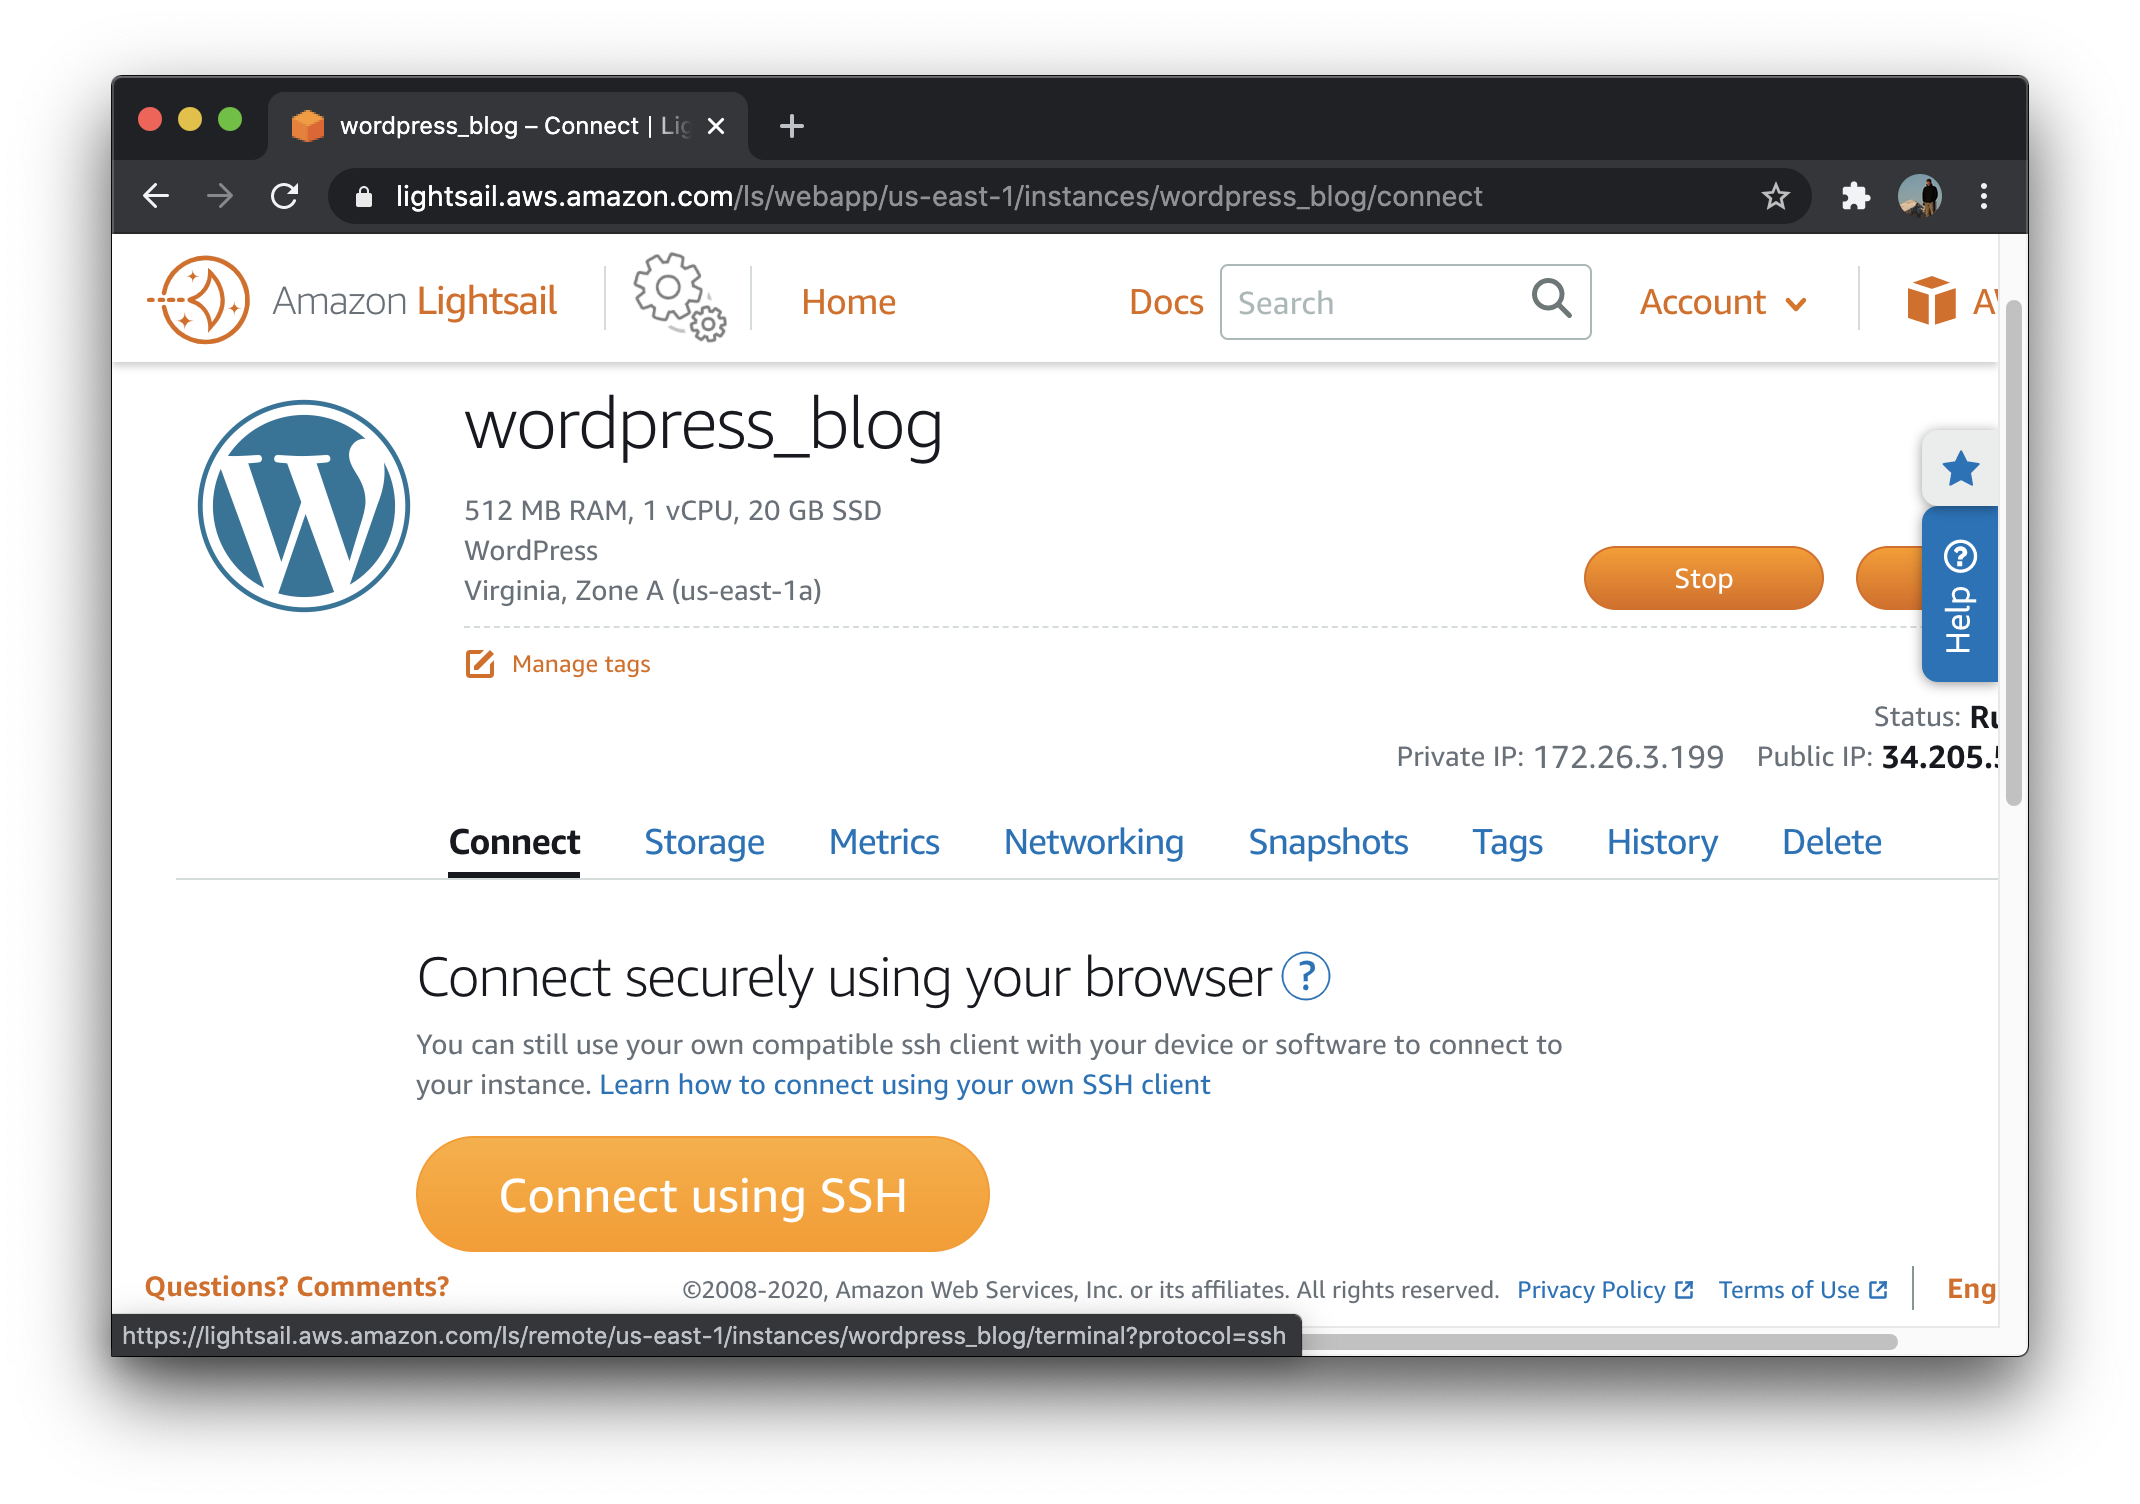 wordpress_blog – Connect | Lig
lightsail.aws.amazon.com/ls/webapp/us-east-1/instances/wordpress_blog/connect
Amazon Lightsail
Home
Docs
Search
Account
wordpress_blog
512 MB RAM, 1 vCPU, 20 GB SSD
WordPress
Virginia, Zone A (us-east-1a)
Stop
Help
Manage tags
Status:
Private IP: 172.26.3.199 Public IP: 34.205.
Connect Storage Metrics Networking Snapshots Tags History Delete
Connect securely using your browser ?
You can still use your own compatible ssh client with your device or software to connect to
your instance. Learn how to connect using your own SSH client
Connect using SSH
Questions? Comments?
©2008-2020, Amazon Web Services, Inc. or its affiliates. All rights reserved. Privacy Policy Terms of Use Eng
https://lightsail.aws.amazon.com/ls/remote/us-east-1/instances/wordpress_blog/terminal?protocol=ssh